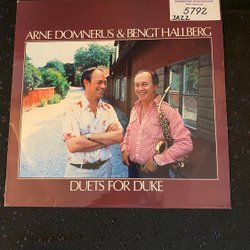 5792
JAZZ
ARNE DOMNERUS & BENGT HALLBERG
DUETS FOR DUKE